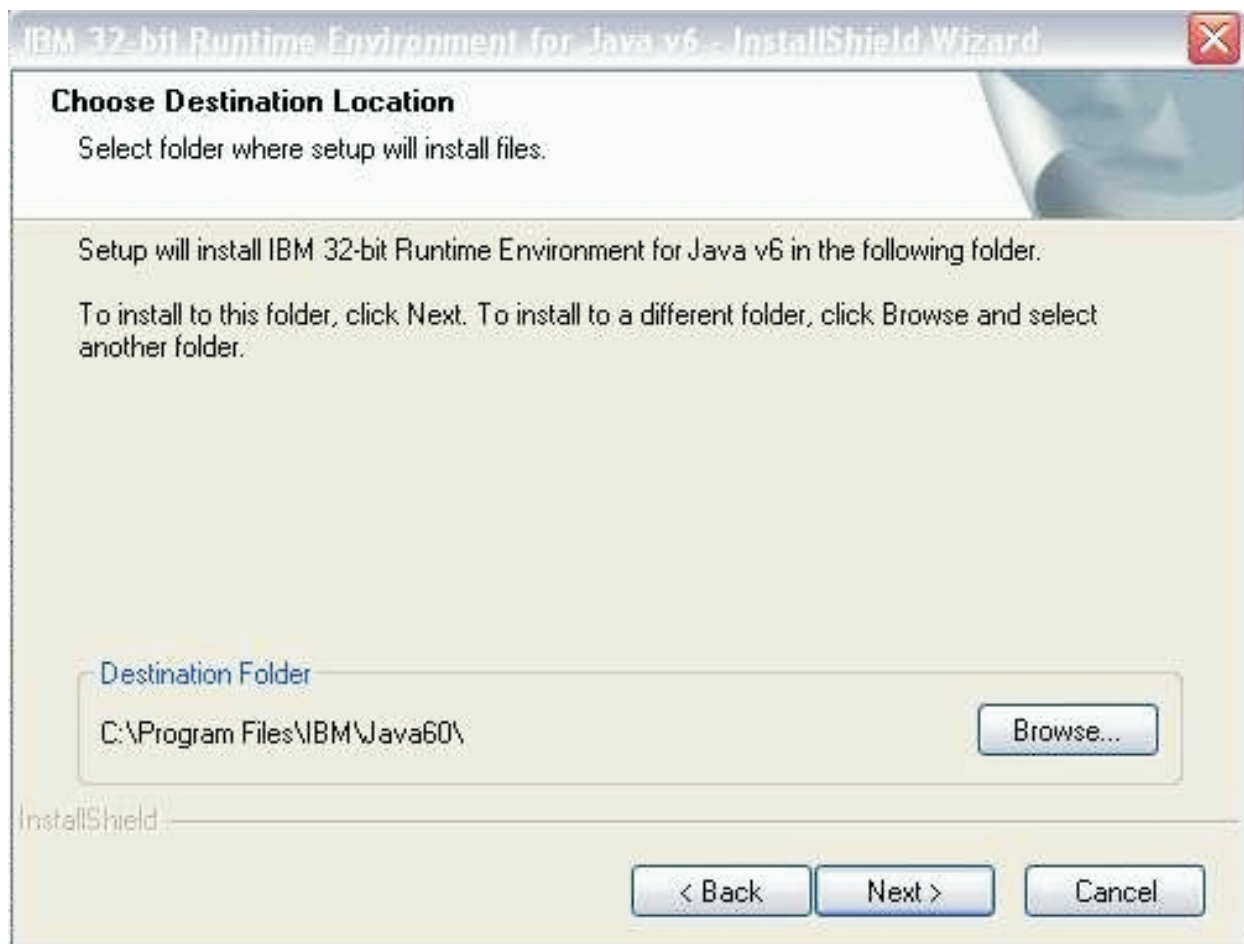 IBM 32-bit Runtime Environment for Java v6 - InstallShield Wizard
Choose Destination Location
Select folder where setup will install files.
Setup will install IBM 32-bit Runtime Environment for Java v6 in the following folder.
To install to this folder, click Next. To install to a different folder, click Browse and select
another folder.
Destination Folder
C:\Program Files\IBM\Java60\
Browse...
InstallShield
< Back
Next >
Cancel